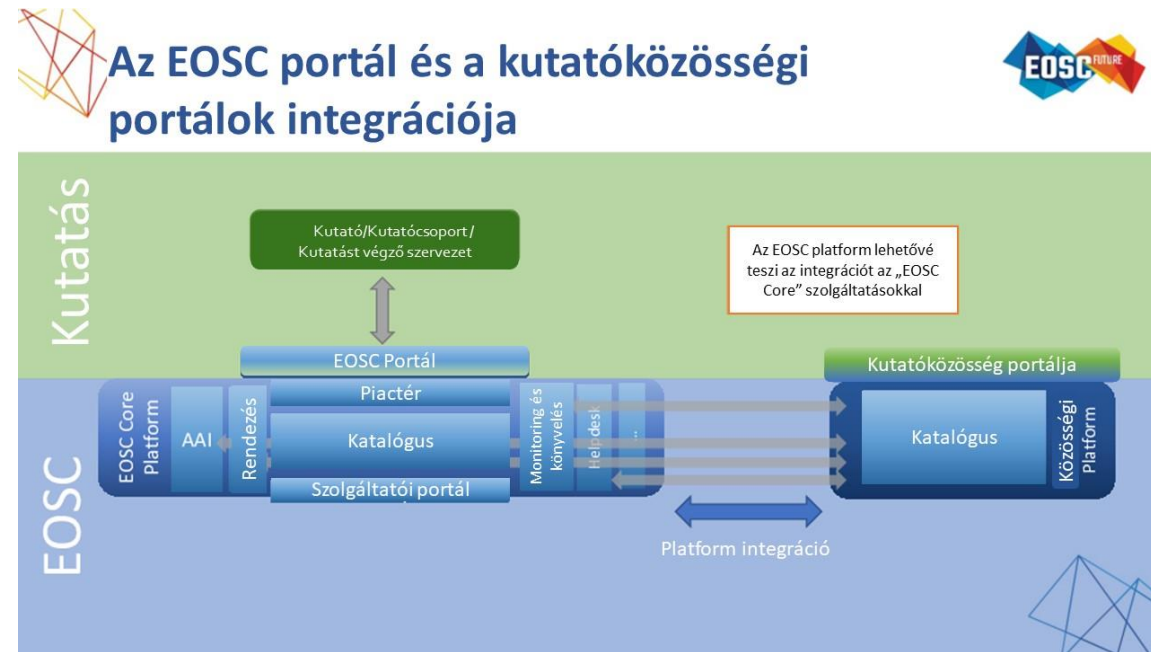 Az EOSC portál és a kutatóközösségi
portálok integrációja
EOSC FUTURE
Kutatás
Kutató/Kutatócsoport/
Kutatást végző szervezet
Az EOSC platform lehetővé
teszi az integrációt az „EOSC
Core” szolgáltatásokkal
EOSC Portál
Kutatóközösség portálja
EOSC
EOSC Core
Platform
AAI
Rendezés
Piactér
Katalógus
Szolgáltatói portál
Monitoring és
könyvelés
Helpdesk
...
Katalógus
Közösségi
Platform
Platform integráció